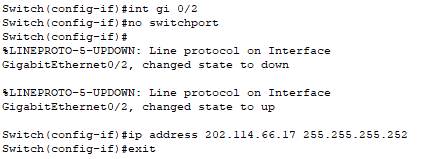 Switch(config-if)#int gi 0/2
Switch(config-if)#no switchport
Switch(config-if)#
%LINEPROTO-5-UPDOWN: Line protocol on Interface
GigabitEthernet0/2, changed state to down
%LINEPROTO-5-UPDOWN: Line protocol on Interface
GigabitEthernet0/2, changed state to up
Switch(config-if)#ip address 202.114.66.17 255.255.255.252
Switch(config-if)#exit